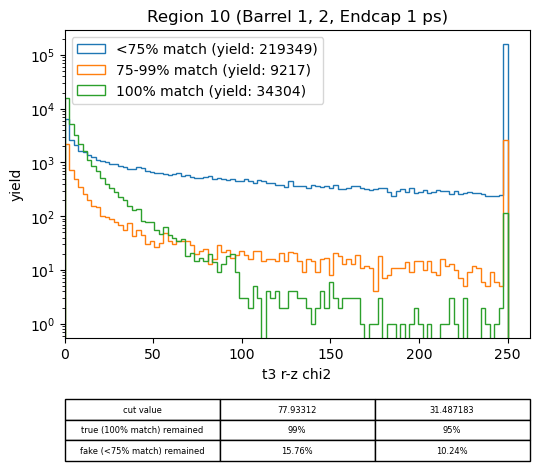 Region 10 (Barrel 1, 2, Endcap 1 ps)
<75% match (yield: 219349)
75-99% match (yield: 9217)
100% match (yield: 34304)
yield
10^5
10^4
10^3
10^2
10^1
10^0
0 50 100 150 200 250
t3 r-z chi2
cut value 77.93312 31.487183
true (100% match) remained 99% 95%
fake (<75% match) remained 15.76% 10.24%